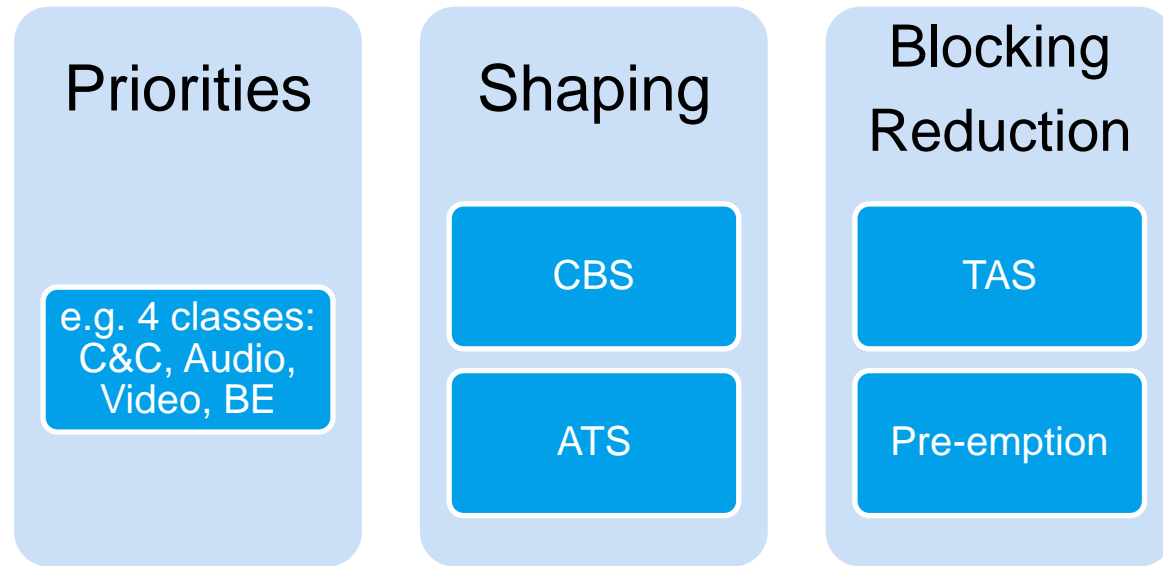 Priorities
e.g. 4 classes:
C&C, Audio,
Video, BE
Shaping
CBS
ATS
Blocking
Reduction
TAS
Pre-emption